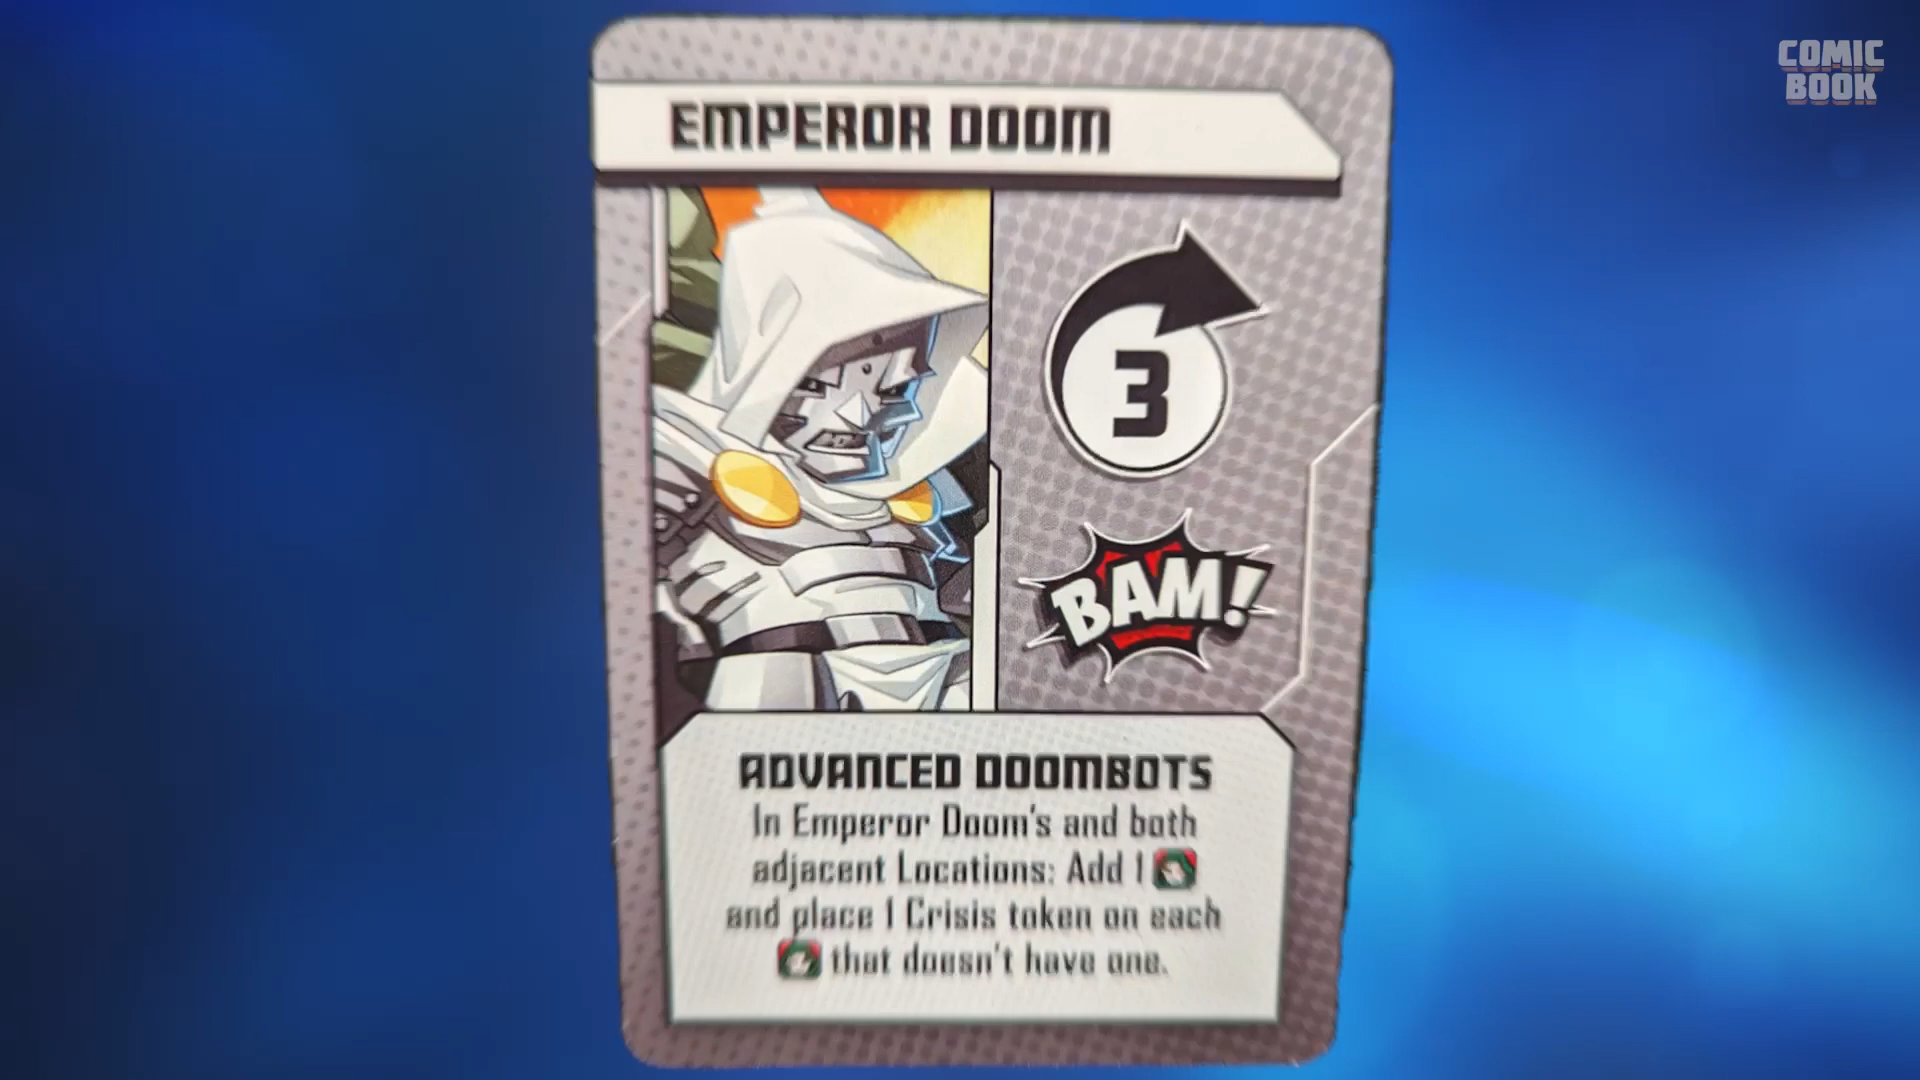 COMIC
BOOK
EMPEROR DOOM
3
BAM!
ADVANCED DOOMBOTS
In Emperor Doom's and both
adjacent Locations: Add 1
and place 1 Crisis token on each
that doesn't have one.